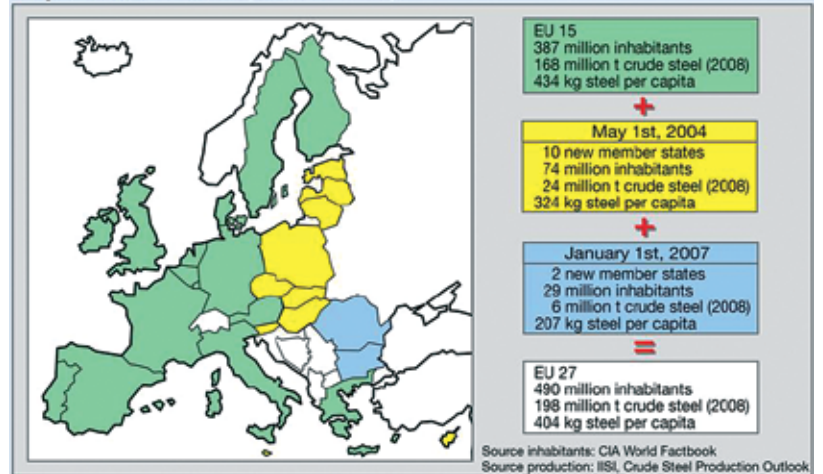 EU 15
387 million inhabitants
168 million t crude steel (2008)
434 kg steel per capita
+
May 1st, 2004
10 new member states
74 million inhabitants
24 million t crude steel (2008)
324 kg steel per capita
+
January 1st, 2007
2 new member states
29 million inhabitants
6 million t crude steel (2008)
207 kg steel per capita
=
EU 27
490 million inhabitants
198 million t crude steel (2008)
404 kg steel per capita
Source inhabitants: CIA World Factbook
Source production: IISI, Crude Steel Production Outlook